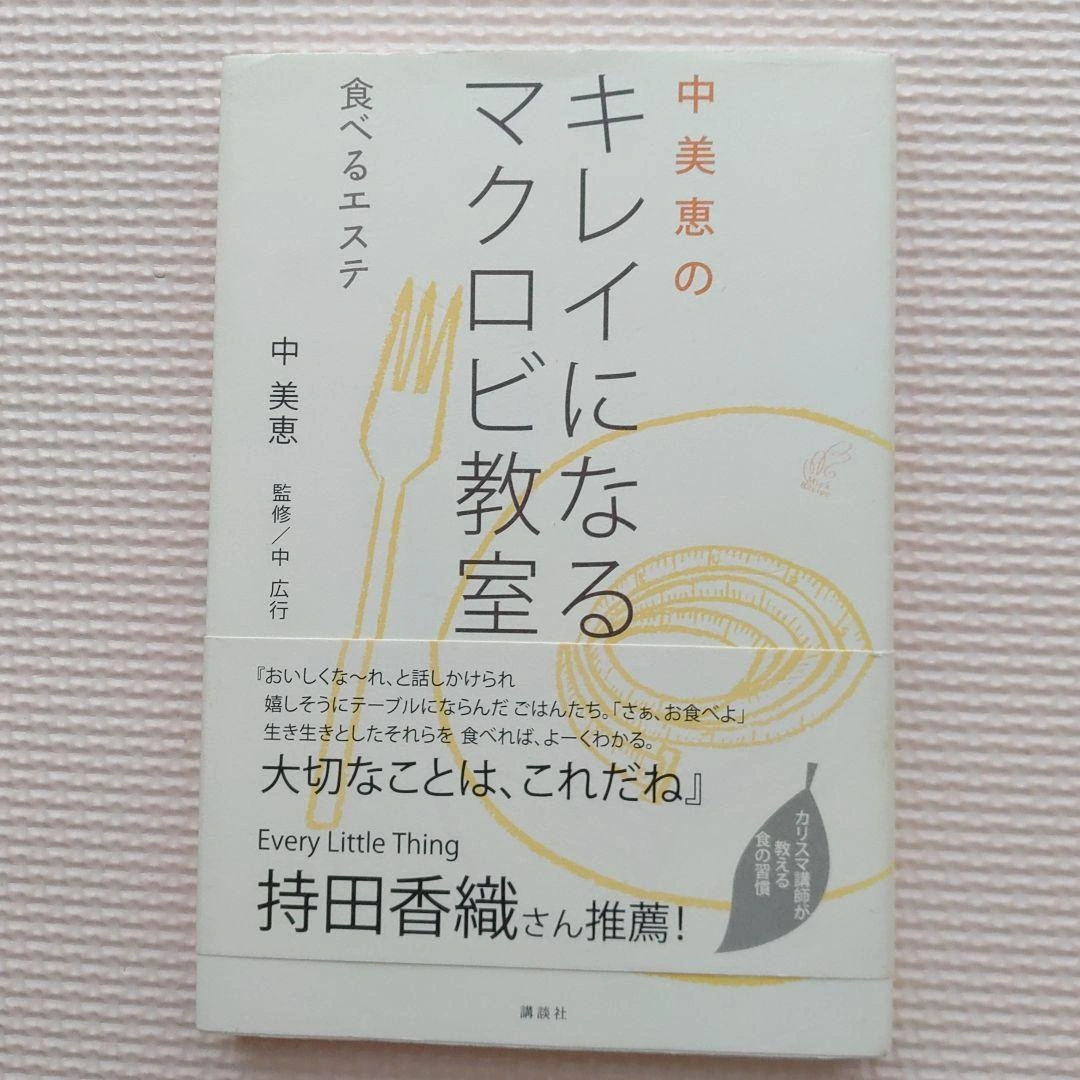 中美恵の
キレイになる
マクロビ教室
食べるエステ
中 美恵
監修／中 広行
『おいしくな〜れ、と話しかけられ
嬉しそうにテーブルにならんだ ごはんたち。「さぁ、お食べよ」
生き生きとしたそれらを 食べれば、よーくわかる。
大切なことは、これだね』
Every Little Thing
持田香織さん推薦！
カリスマ講師が
教える
食の習慣
講談社